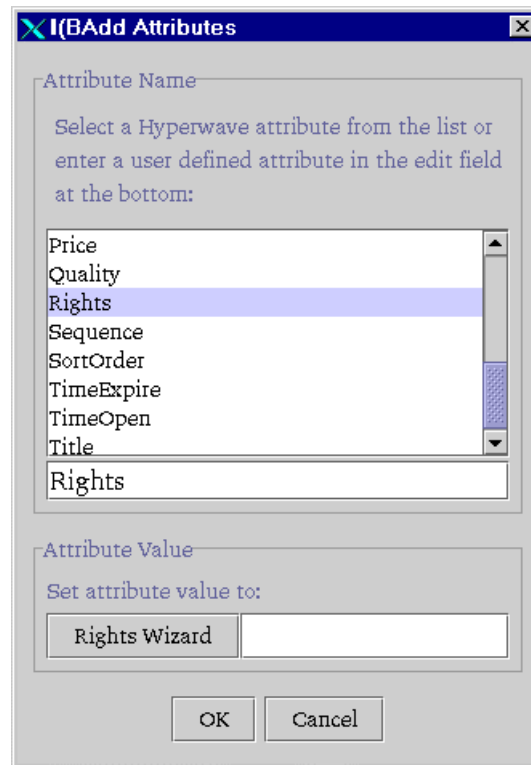 I(BAdd Attributes
Attribute Name
Select a Hyperwave attribute from the list or
enter a user defined attribute in the edit field
at the bottom:
Price
Quality
Rights
Sequence
SortOrder
TimeExpire
TimeOpen
Title
Rights
Attribute Value
Set attribute value to:
Rights Wizard
OK Cancel